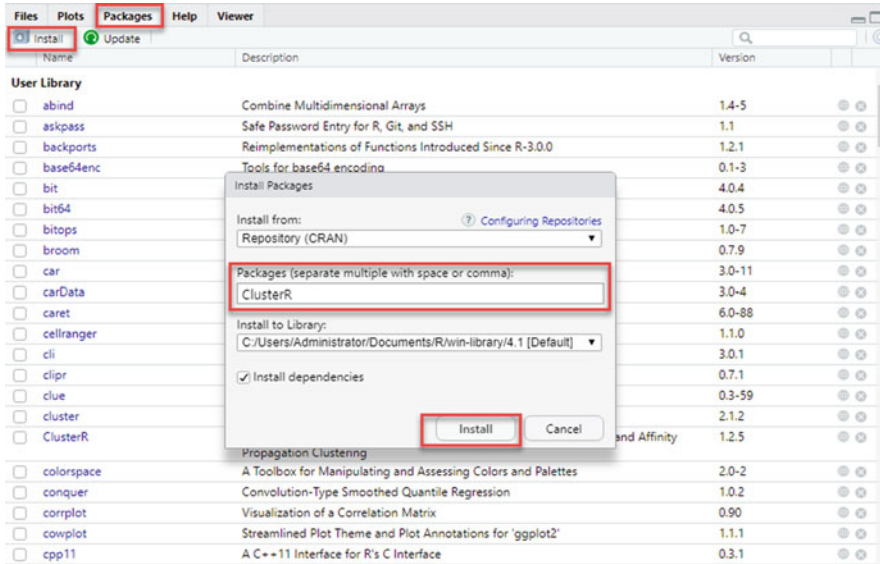 Files Plots Packages Help Viewer
Install Update
Name Description Version
User Library
abind Combine Multidimensional Arrays 1.4-5
askpass Safe Password Entry for R, Git, and SSH 1.1
backports Reimplementations of Functions Introduced Since R-3.0.0 1.2.1
base64enc Tools for base64 encoding 0.1-3
bit 4.0.4
bit64 4.0.5
bitops 1.0-7
broom 0.7.9
car 3.0-11
carData 3.0-4
caret 6.0-88
cellranger 1.1.0
cli 3.0.1
clipr 0.7.1
clue 0.3-59
cluster 2.1.2
ClusterR and Affinity 1.2.5
Propagation Clustering
colorspace A Toolbox for Manipulating and Assessing Colors and Palettes 2.0-2
conquer Convolution-Type Smoothed Quantile Regression 1.0.2
corrplot Visualization of a Correlation Matrix 0.90
cowplot Streamlined Plot Theme and Plot Annotations for 'ggplot2' 1.1.1
cpp11 A C++11 Interface for R's C Interface 0.3.1
Install Packages
Install from: ? Configuring Repositories
Repository (CRAN)
Packages (separate multiple with space or comma):
ClusterR
Install to Library:
C:/Users/Administrator/Documents/R/win-library/4.1 [Default]
Install dependencies
Install Cancel